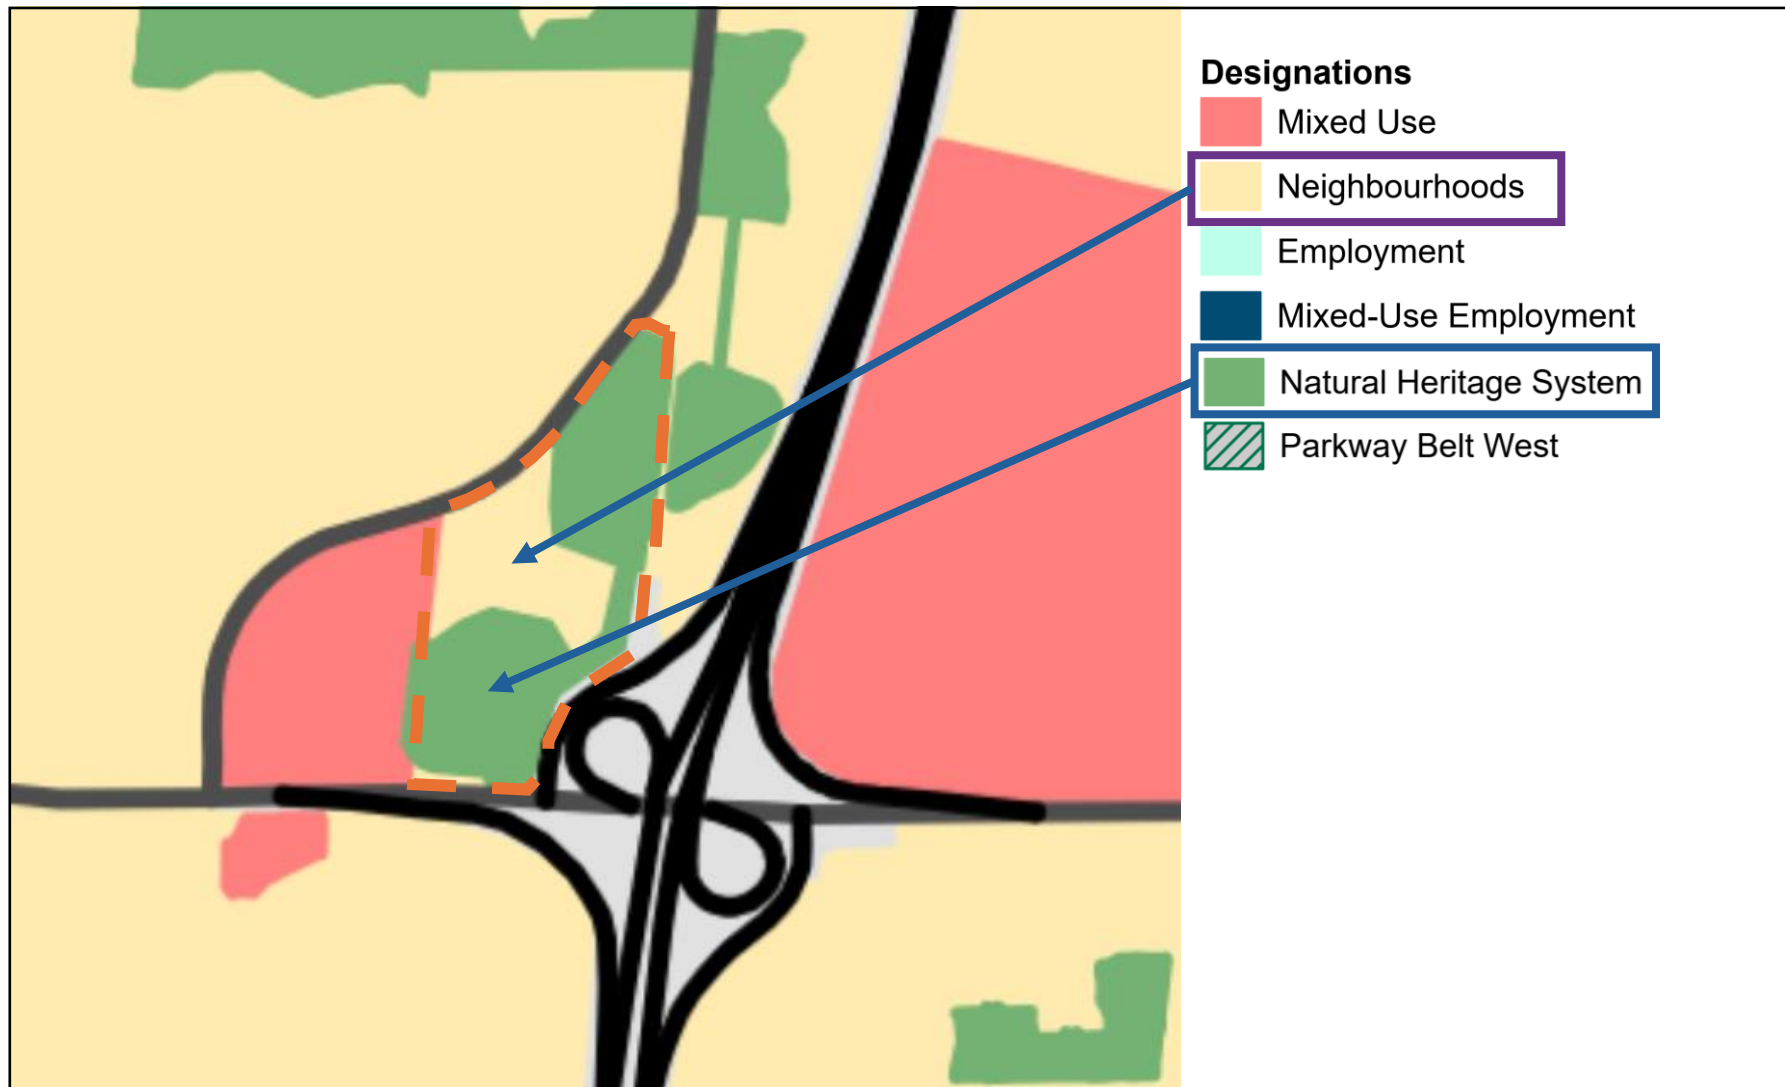 Designations
Mixed Use
Neighbourhoods
Employment
Mixed-Use Employment
Natural Heritage System
Parkway Belt West